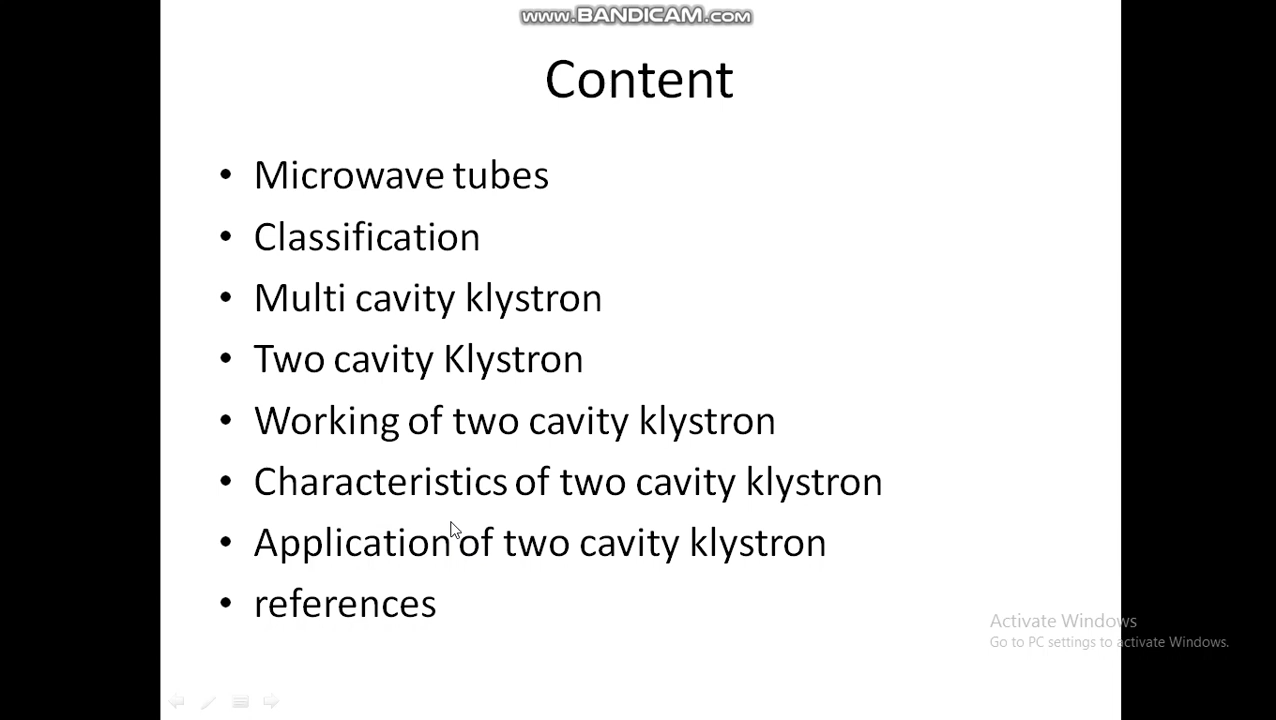 www.BANDICAM.com
Content
• Microwave tubes
• Classification
• Multi cavity klystron
• Two cavity Klystron
• Working of two cavity klystron
• Characteristics of two cavity klystron
• Application of two cavity klystron
• references
Activate Windows
Go to PC settings to activate Windows.